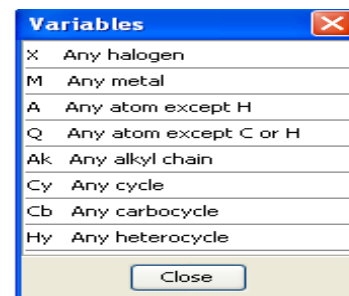 Variables
X Any halogen
M Any metal
A Any atom except H
Q Any atom except C or H
Ak Any alkyl chain
Cy Any cycle
Cb Any carbocycle
Hy Any heterocycle
Close